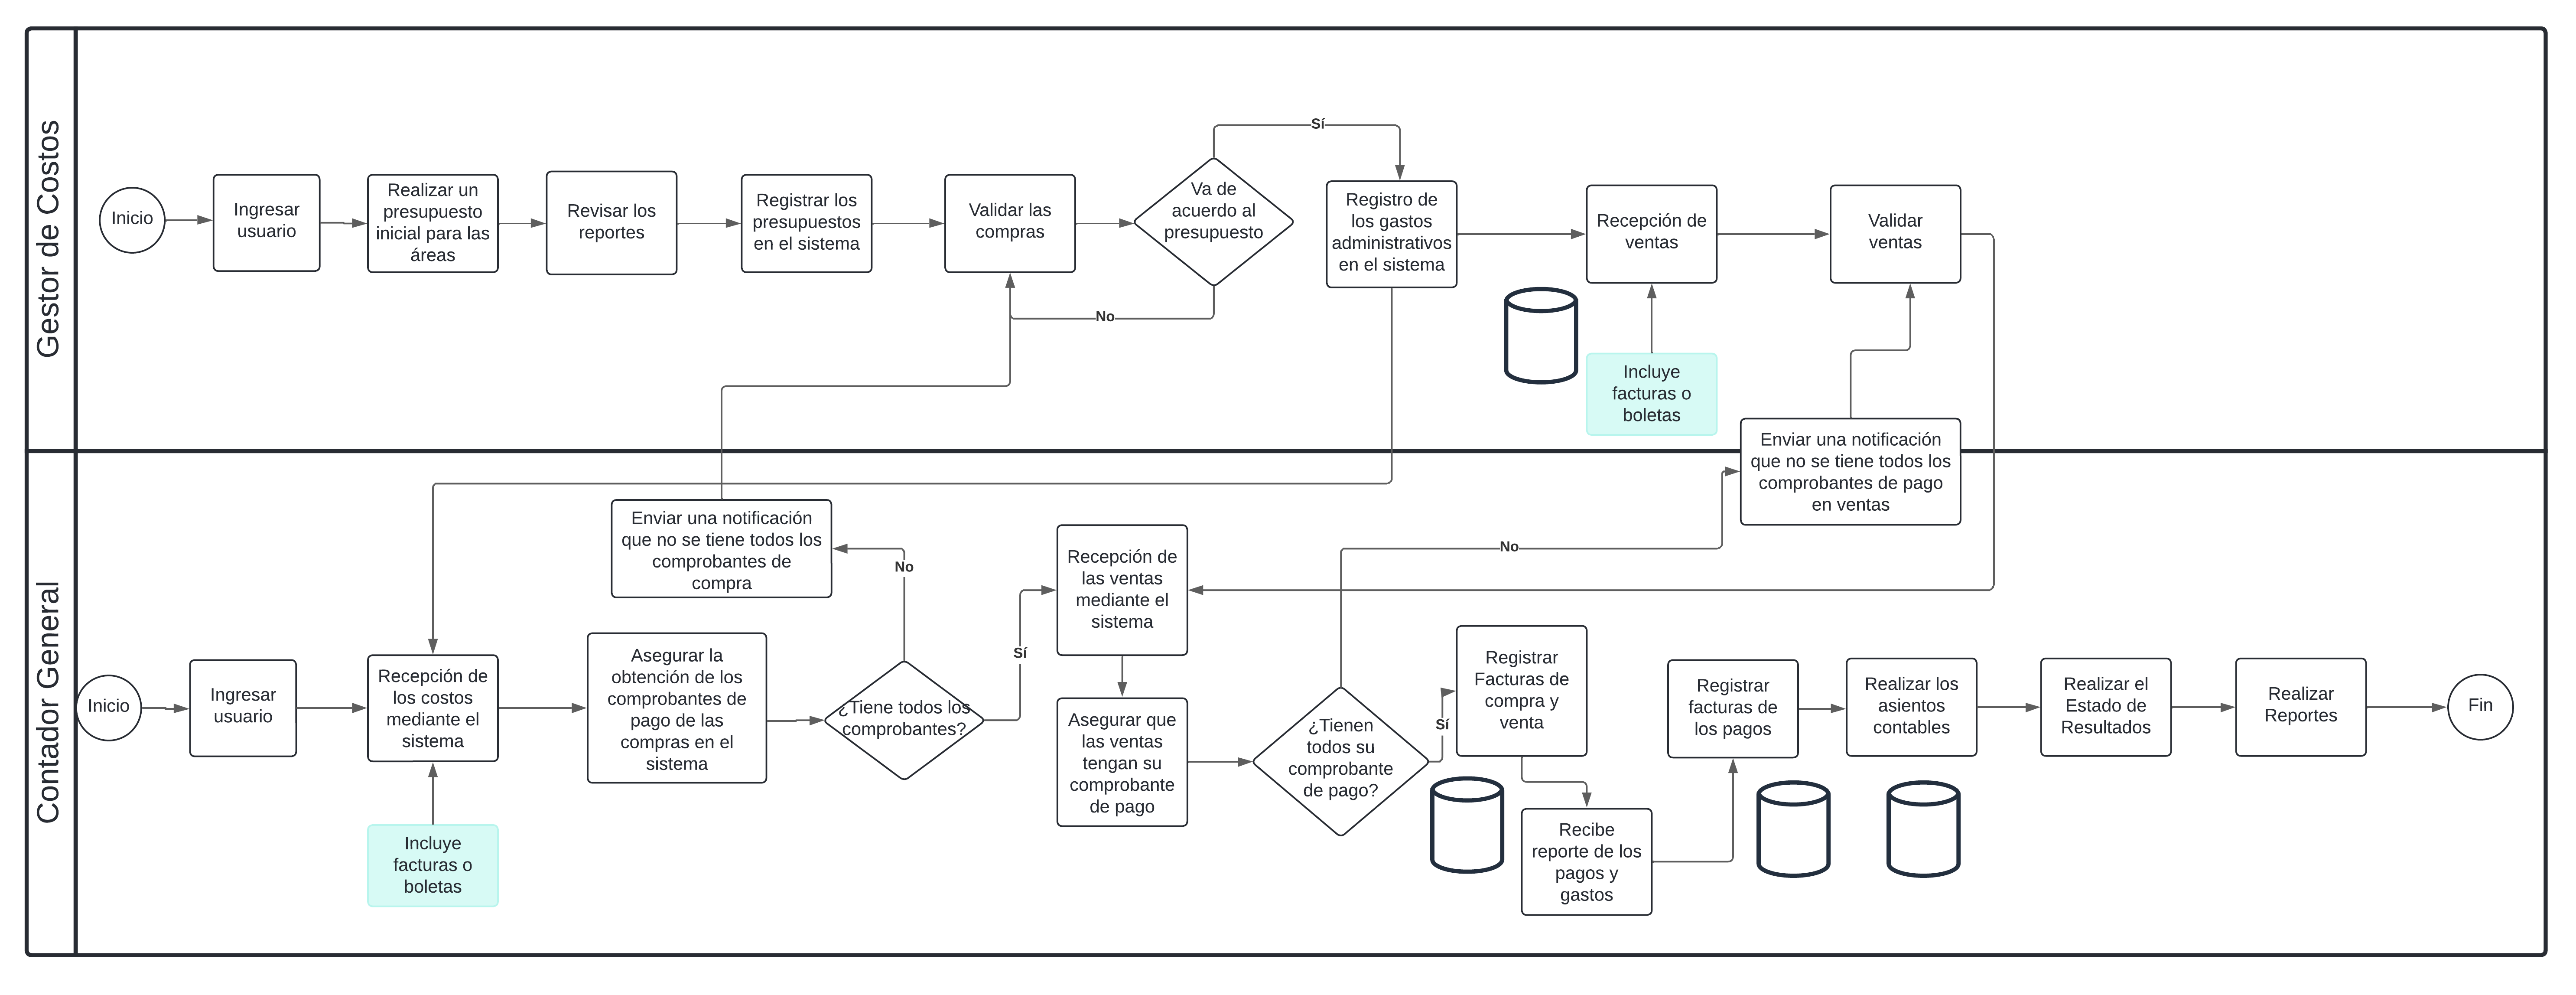 Gestor de Costos
Inicio
Ingresar
usuario
Realizar un
presupuesto
inicial para las
áreas
Revisar los
reportes
Registrar los
presupuestos
en el sistema
Validar las
compras
Va de
acuerdo al
presupuesto
Sí
No
Registro de
los gastos
administrativos
en el sistema
Recepción de
ventas
Incluye
facturas o
boletas
Validar
ventas
Enviar una notificación
que no se tiene todos los
comprobantes de pago
en ventas
Contador General
Inicio
Ingresar
usuario
Recepción de
los costos
mediante el
sistema
Incluye
facturas o
boletas
Asegurar la
obtención de los
comprobantes de
pago de las
compras en el
sistema
Enviar una notificación
que no se tiene todos los
comprobantes de
compra
No
¿Tiene todos los
comprobantes?
Sí
Recepción de
las ventas
mediante el
sistema
Asegurar que
las ventas
tengan su
comprobante
de pago
¿Tienen
todos su
comprobante
de pago?
No
Sí
Registrar
Facturas de
compra y
venta
Recibe
reporte de los
pagos y
gastos
Registrar
facturas de
los pagos
Realizar los
asientos
contables
Realizar el
Estado de
Resultados
Realizar
Reportes
Fin